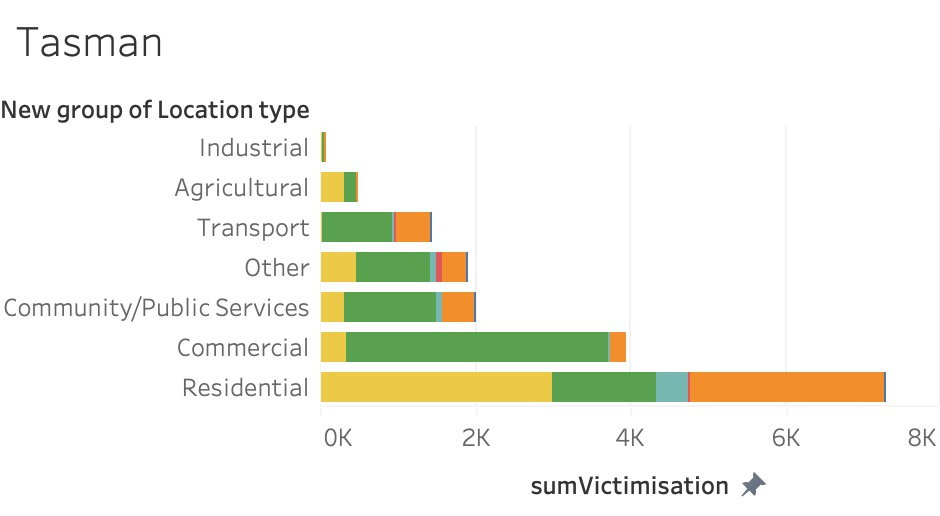 Tasman
New group of Location type
Industrial
Agricultural
Transport
Other
Community/Public Services
Commercial
Residential
0K 2K 4K 6K 8K
sumVictimisation